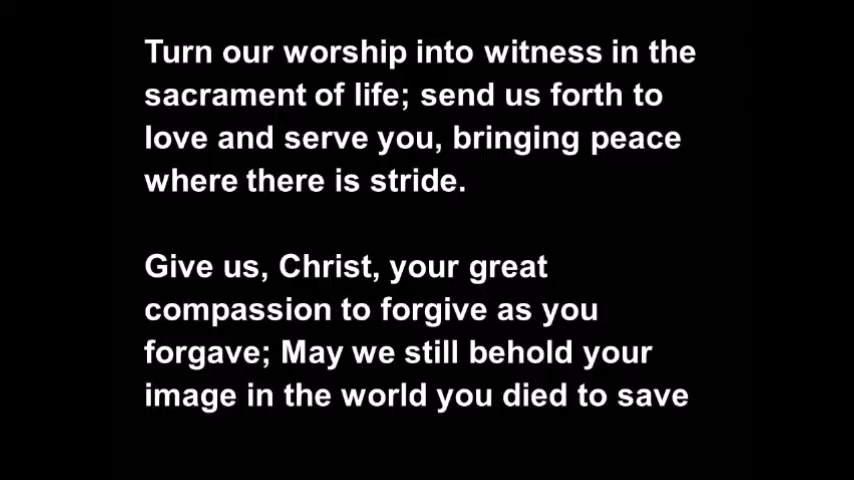 Turn our worship into witness in the
sacrament of life; send us forth to
love and serve you, bringing peace
where there is stride.
Give us, Christ, your great
compassion to forgive as you
forgave; May we still behold your
image in the world you died to save